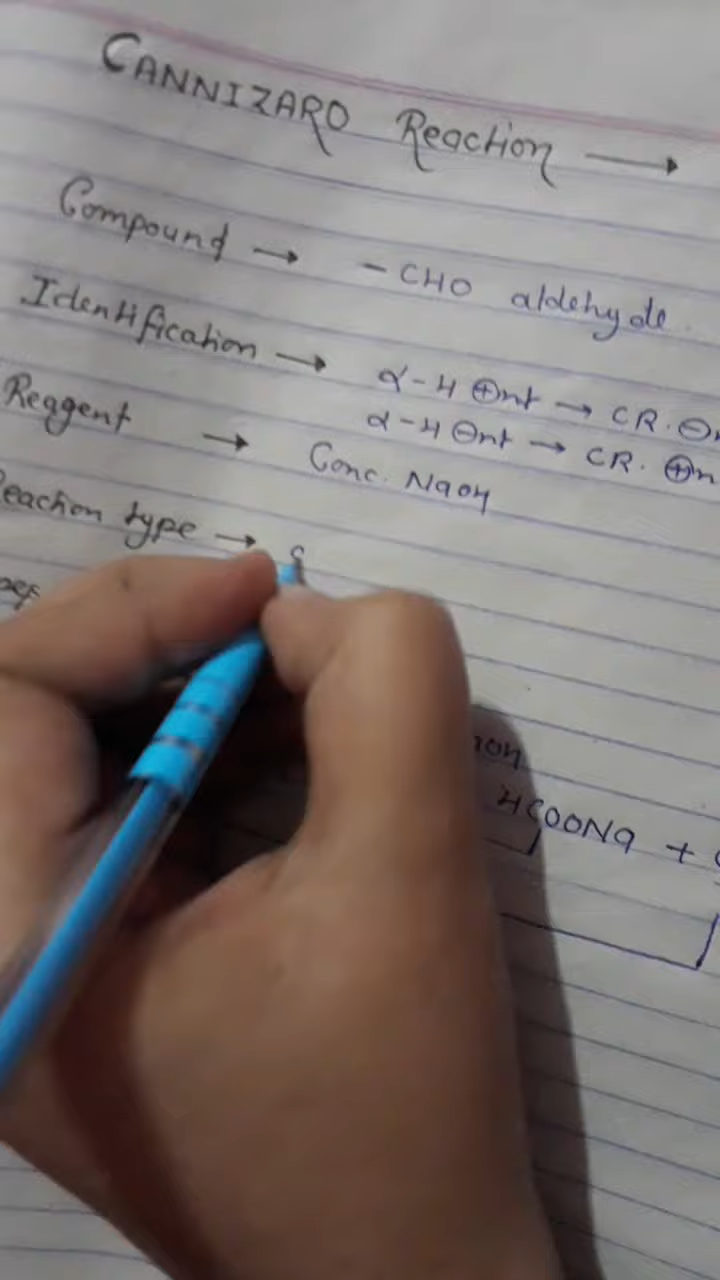 CANNIZARO Reaction →
Compound → - CHO aldehyde
Identification → α-H ⊕nt → CR. ⊖n
α-H ⊖nt → CR. ⊕n
Reagent → Conc. NaOH
Reaction type →
HCOONa +